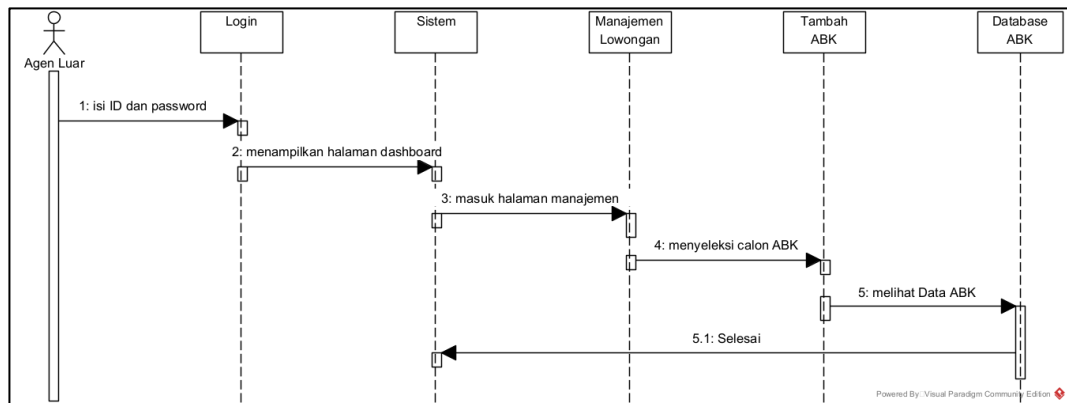 Login
Sistem
Manajemen
Lowongan
Tambah
ABK
Database
ABK
Agen Luar
1: isi ID dan password
2: menampilkan halaman dashboard
3: masuk halaman manajemen
4: menyeleksi calon ABK
5: melihat Data ABK
5.1: Selesai
Powered By: Visual Paradigm Community Edition